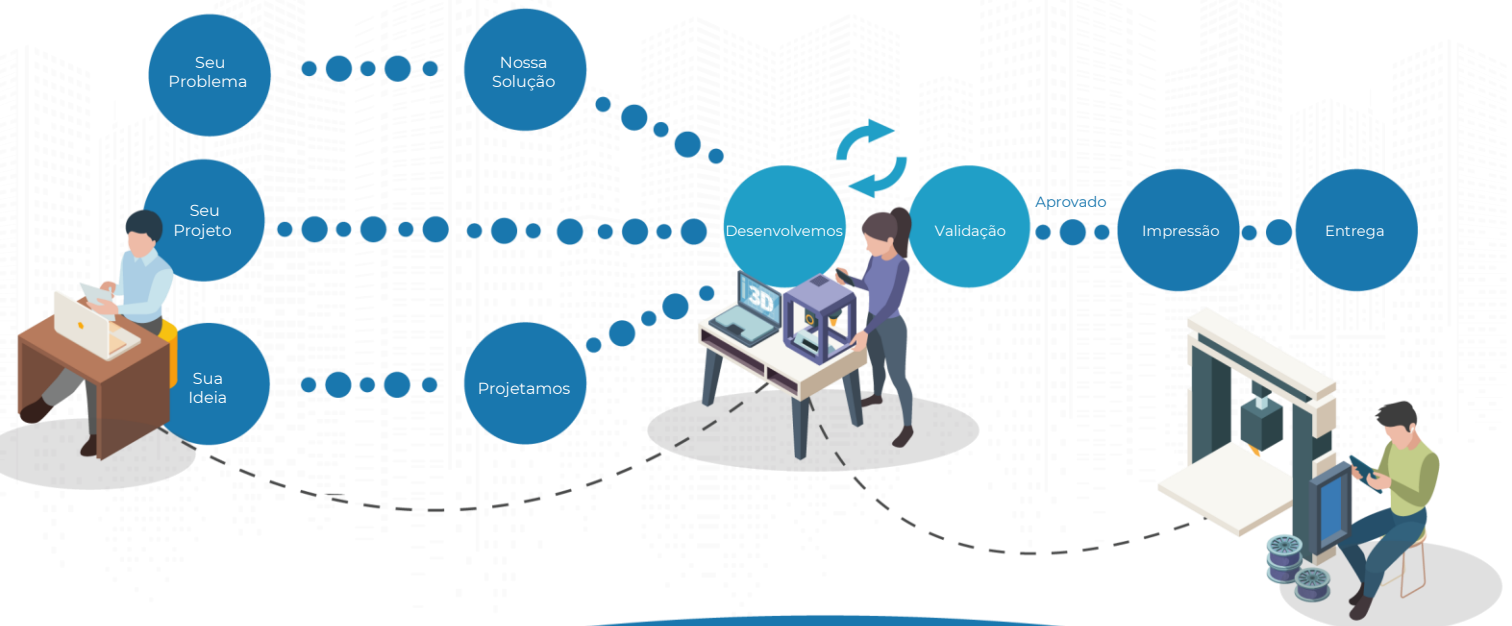 Seu
Problema
Nossa
Solução
Seu
Projeto
Desenvolvemos
Validação
Aprovado
Impressão
Entrega
Sua
Ideia
Projetamos
3D